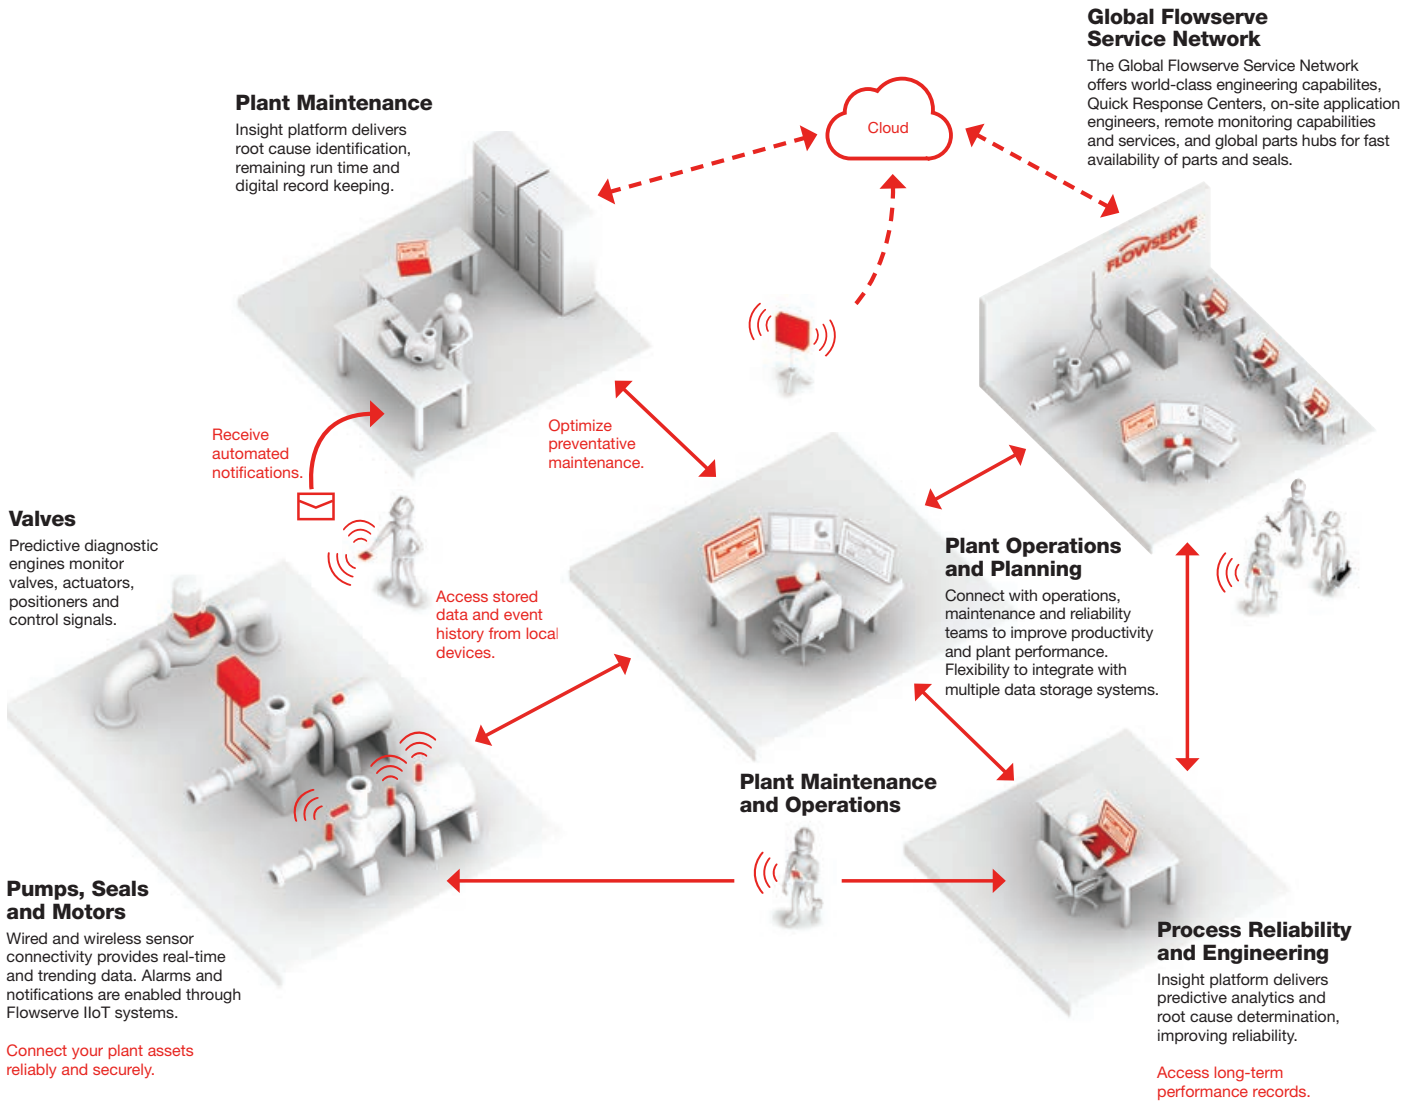 Global Flowserve
Service Network
The Global Flowserve Service Network
offers world-class engineering capabilites,
Quick Response Centers, on-site application
engineers, remote monitoring capabilities
and services, and global parts hubs for fast
availability of parts and seals.
Plant Maintenance
Insight platform delivers
root cause identification,
remaining run time and
digital record keeping.
Cloud
FLOWSERVE
Receive
automated
notifications.
Optimize
preventative
maintenance.
Valves
Predictive diagnostic
engines monitor
valves, actuators,
positioners and
control signals.
Access stored
data and event
history from local
devices.
Plant Operations
and Planning
Connect with operations,
maintenance and reliability
teams to improve productivity
and plant performance.
Flexibility to integrate with
multiple data storage systems.
Plant Maintenance
and Operations
Pumps, Seals
and Motors
Wired and wireless sensor
connectivity provides real-time
and trending data. Alarms and
notifications are enabled through
Flowserve IIoT systems.
Connect your plant assets
reliably and securely.
Process Reliability
and Engineering
Insight platform delivers
predictive analytics and
root cause determination,
improving reliability.
Access long-term
performance records.